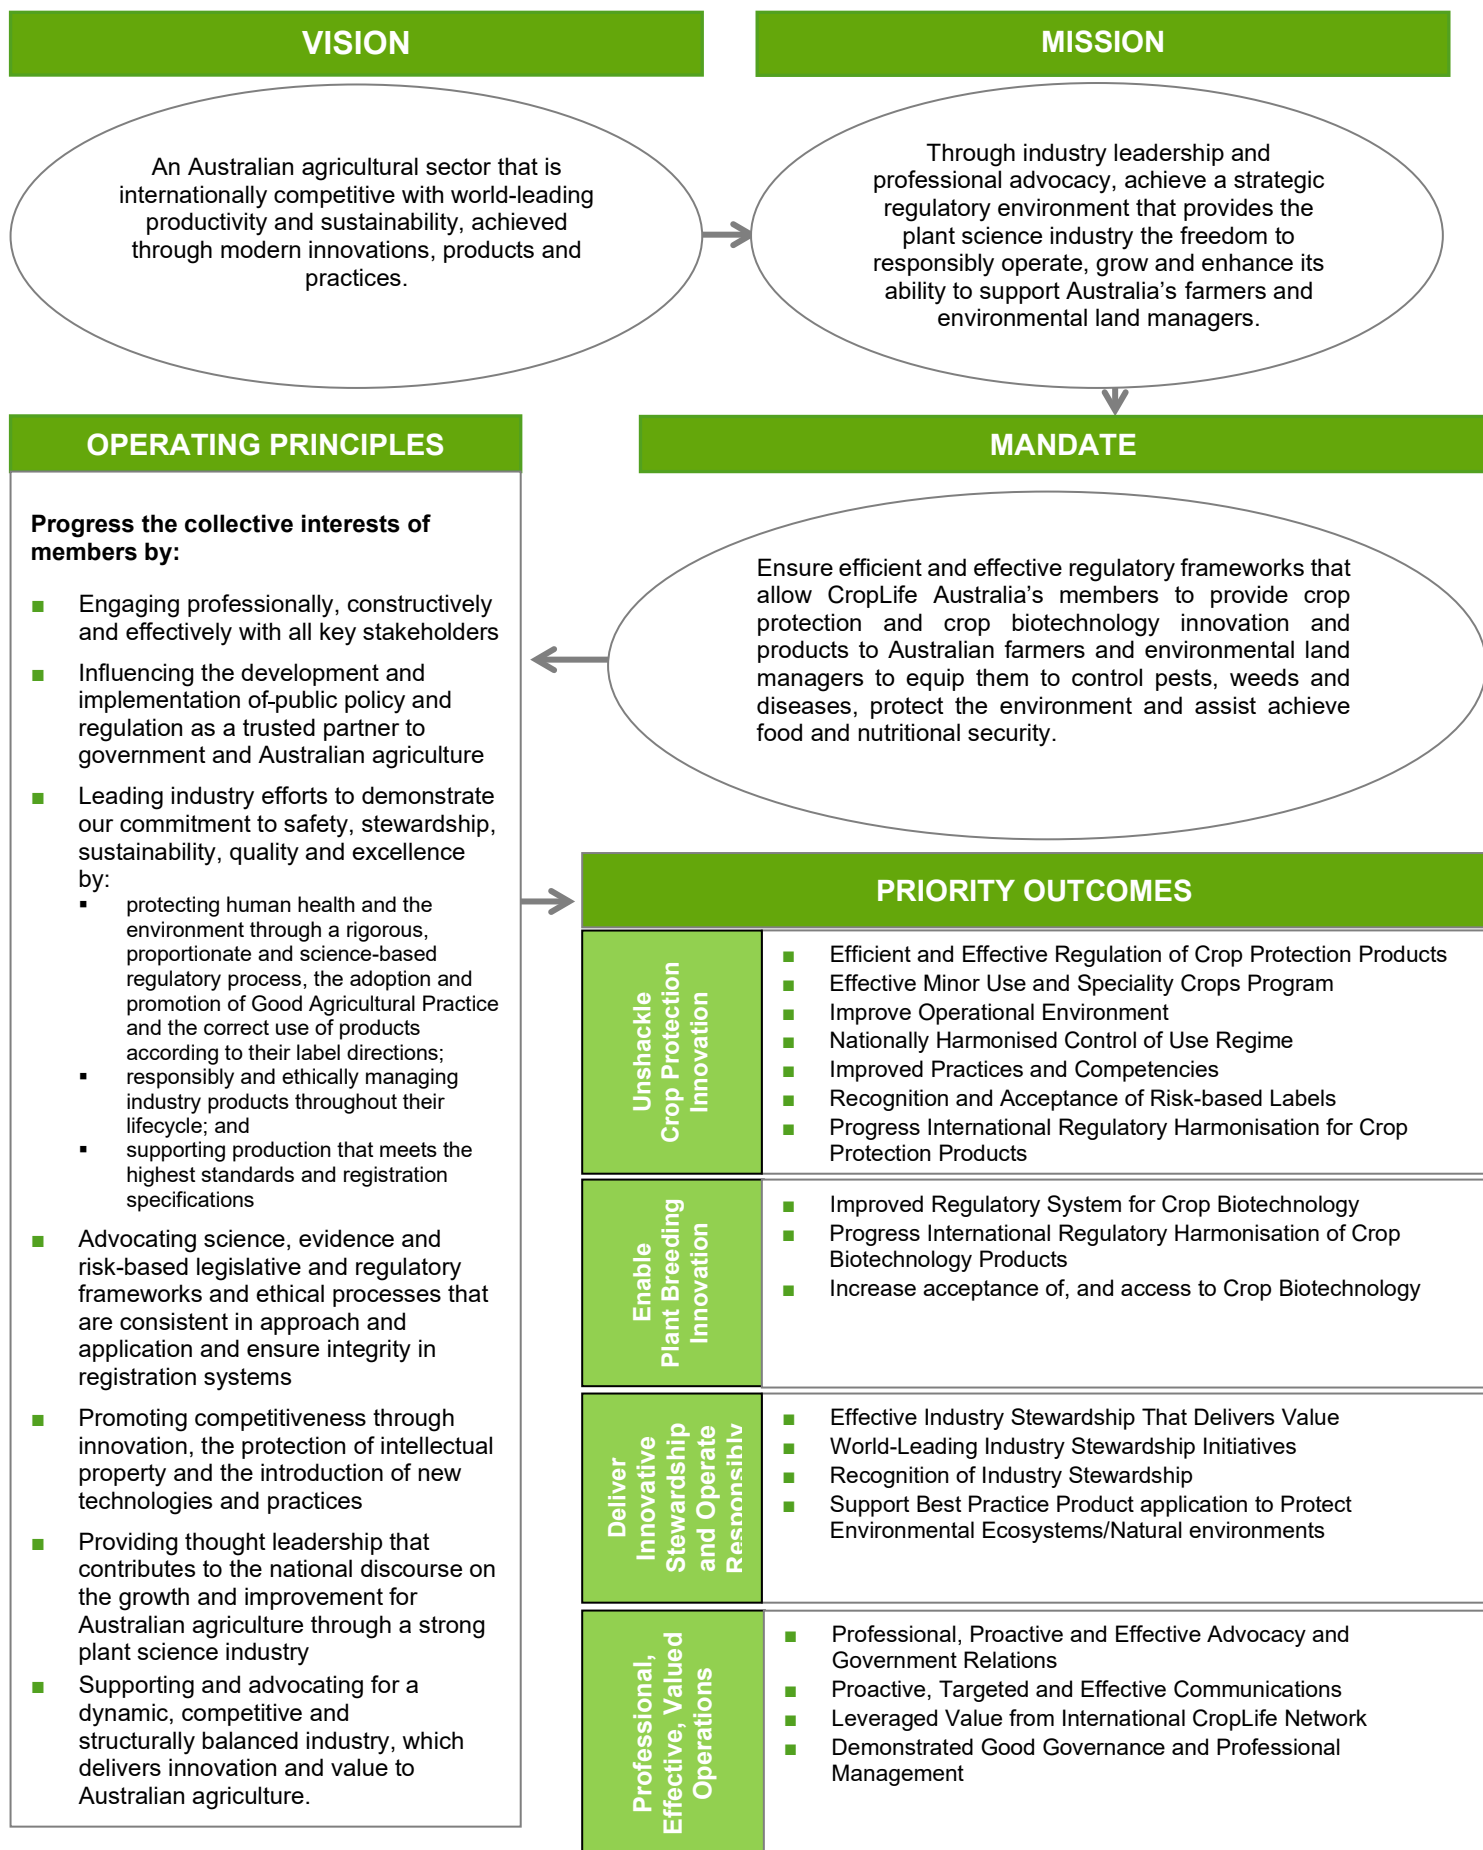 VISION
An Australian agricultural sector that is
internationally competitive with world-leading
productivity and sustainability, achieved
through modern innovations, products and
practices.
MISSION
Through industry leadership and
professional advocacy, achieve a strategic
regulatory environment that provides the
plant science industry the freedom to
responsibly operate, grow and enhance its
ability to support Australia’s farmers and
environmental land managers.
MANDATE
Ensure efficient and effective regulatory frameworks that
allow CropLife Australia’s members to provide crop
protection and crop biotechnology innovation and
products to Australian farmers and environmental land
managers to equip them to control pests, weeds and
diseases, protect the environment and assist achieve
food and nutritional security.
OPERATING PRINCIPLES
Progress the collective interests of
members by:
■ Engaging professionally, constructively
and effectively with all key stakeholders
■ Influencing the development and
implementation of-public policy and
regulation as a trusted partner to
government and Australian agriculture
■ Leading industry efforts to demonstrate
our commitment to safety, stewardship,
sustainability, quality and excellence
by:
▪ protecting human health and the
environment through a rigorous,
proportionate and science-based
regulatory process, the adoption and
promotion of Good Agricultural Practice
and the correct use of products
according to their label directions;
▪ responsibly and ethically managing
industry products throughout their
lifecycle; and
▪ supporting production that meets the
highest standards and registration
specifications
■ Advocating science, evidence and
risk-based legislative and regulatory
frameworks and ethical processes that
are consistent in approach and
application and ensure integrity in
registration systems
■ Promoting competitiveness through
innovation, the protection of intellectual
property and the introduction of new
technologies and practices
■ Providing thought leadership that
contributes to the national discourse on
the growth and improvement for
Australian agriculture through a strong
plant science industry
■ Supporting and advocating for a
dynamic, competitive and
structurally balanced industry, which
delivers innovation and value to
Australian agriculture.
PRIORITY OUTCOMES
Unshackle
Crop Protection
Innovation
■ Efficient and Effective Regulation of Crop Protection Products
■ Effective Minor Use and Speciality Crops Program
■ Improve Operational Environment
■ Nationally Harmonised Control of Use Regime
■ Improved Practices and Competencies
■ Recognition and Acceptance of Risk-based Labels
■ Progress International Regulatory Harmonisation for Crop
Protection Products
Enable
Plant Breeding
Innovation
■ Improved Regulatory System for Crop Biotechnology
■ Progress International Regulatory Harmonisation of Crop
Biotechnology Products
■ Increase acceptance of, and access to Crop Biotechnology
Deliver
Innovative
Stewardship
and Operate
Responsibly
■ Effective Industry Stewardship That Delivers Value
■ World-Leading Industry Stewardship Initiatives
■ Recognition of Industry Stewardship
■ Support Best Practice Product application to Protect
Environmental Ecosystems/Natural environments
Professional,
Effective, Valued
Operations
■ Professional, Proactive and Effective Advocacy and
Government Relations
■ Proactive, Targeted and Effective Communications
■ Leveraged Value from International CropLife Network
■ Demonstrated Good Governance and Professional
Management